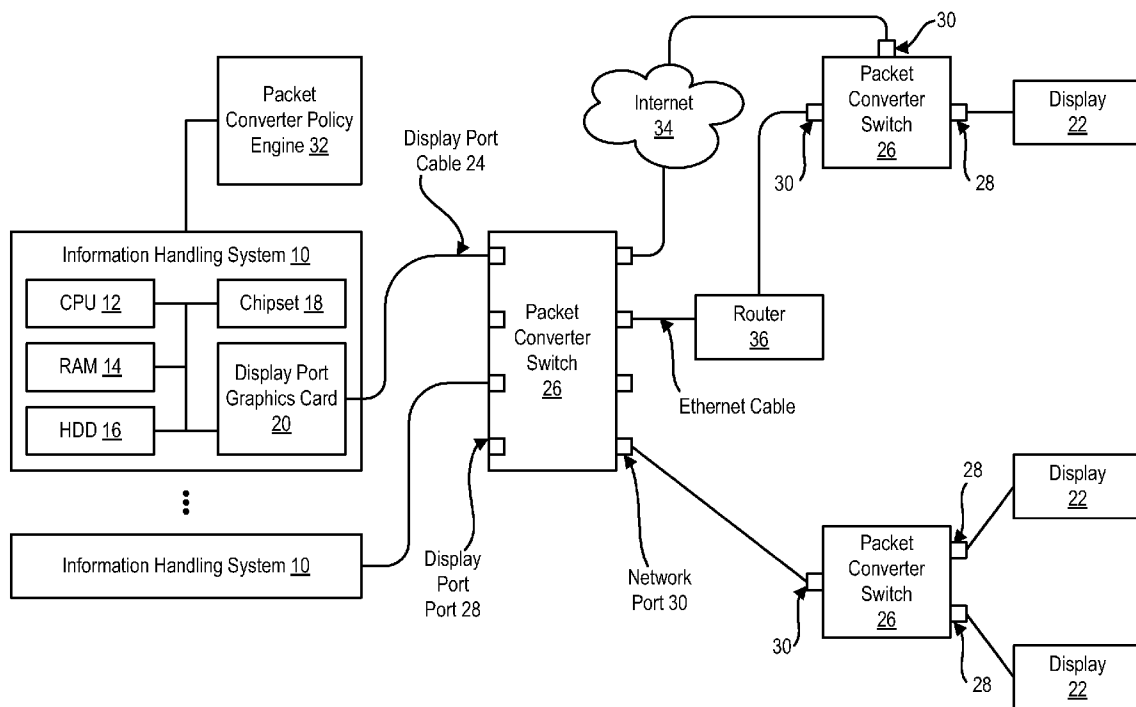 Packet
Converter Policy
Engine 32
Information Handling System 10
CPU 12
Chipset 18
RAM 14
HDD 16
Display Port
Graphics Card
20
Information Handling System 10
Display Port
Cable 24
Packet
Converter
Switch
26
Display
Port
Port 28
Network
Port 30
Ethernet Cable
Internet
34
Router
36
30
Packet
Converter
Switch
26
30
28
Display
22
Packet
Converter
Switch
26
30
28
28
Display
22
Display
22